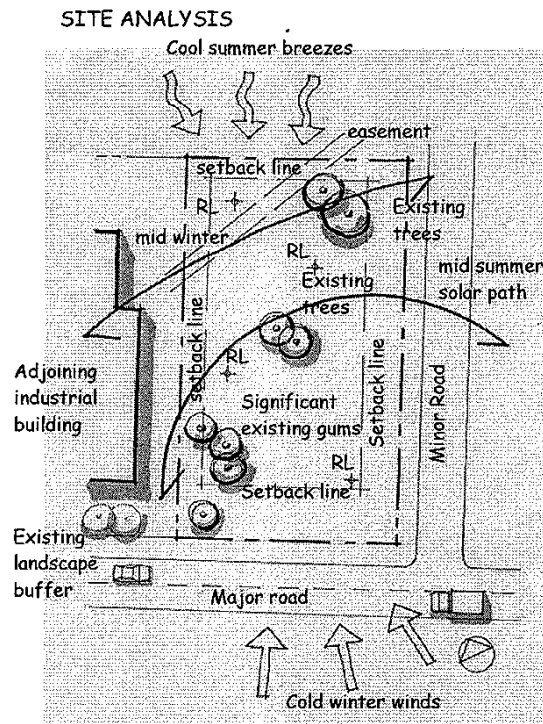 SITE ANALYSIS
Cool summer breezes
easement
setback line
RL
Existing
trees
mid winter
RL
Existing
trees
mid summer
solar path
setback line
RL
Setback line
Adjoining
industrial
building
Significant
existing gums
Minor Road
RL
Setback line
Existing
landscape
buffer
Major road
Cold winter winds